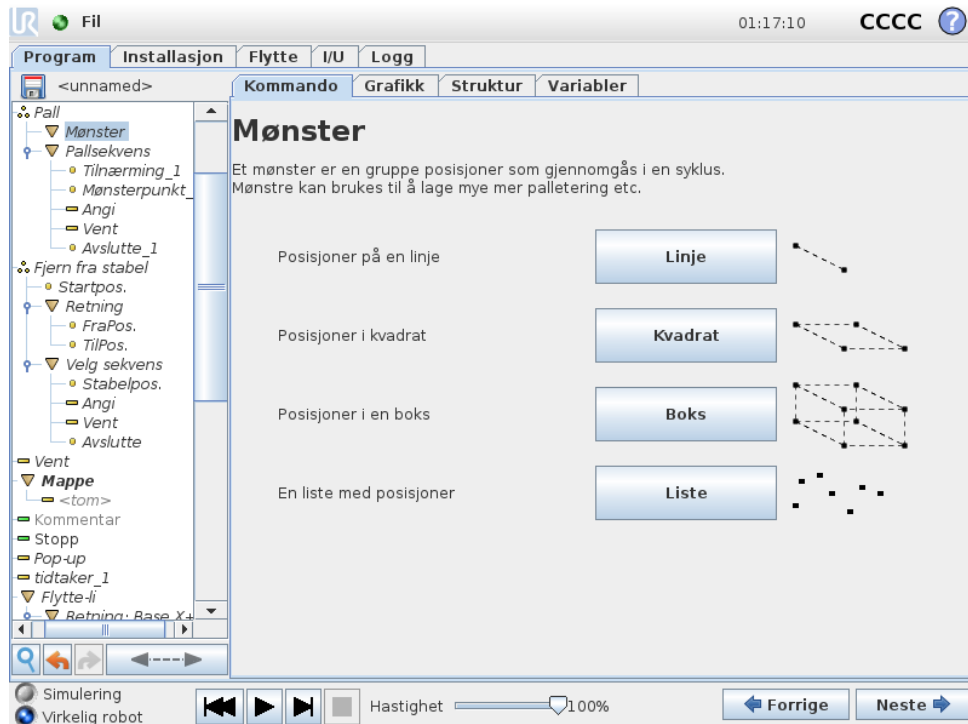 UR Fil 01:17:10 CCCC ?
Program Installasjon Flytte I/U Logg
<unnamed>
Kommando Grafikk Struktur Variabler
Pall
Mønster
Pallsekvens
Tilnærming_1
Mønsterpunkt_
Angi
Vent
Avslutte_1
Fjern fra stabel
Startpos.
Retning
FraPos.
TilPos.
Velg sekvens
Stabelpos.
Angi
Vent
Avslutte
Vent
Mappe
<tom>
Kommentar
Stopp
Pop-up
tidtaker_1
Flytte-li
Retning: Base X+
Mønster
Et mønster er en gruppe posisjoner som gjennomgås i en syklus.
Mønstre kan brukes til å lage mye mer palletering etc.
Posisjoner på en linje Linje
Posisjoner i kvadrat Kvadrat
Posisjoner i en boks Boks
En liste med posisjoner Liste
Simulering
Virkelig robot
Hastighet 100%
Forrige Neste